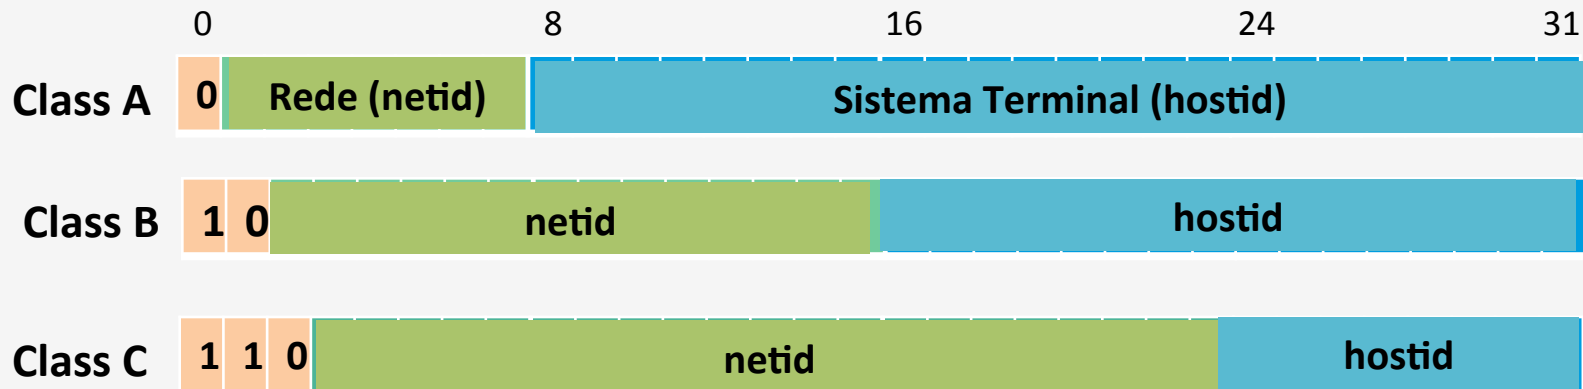 0 8 16 24 31
Class A 0 Rede (netid) Sistema Terminal (hostid)
Class B 1 0 netid hostid
Class C 1 1 0 netid hostid